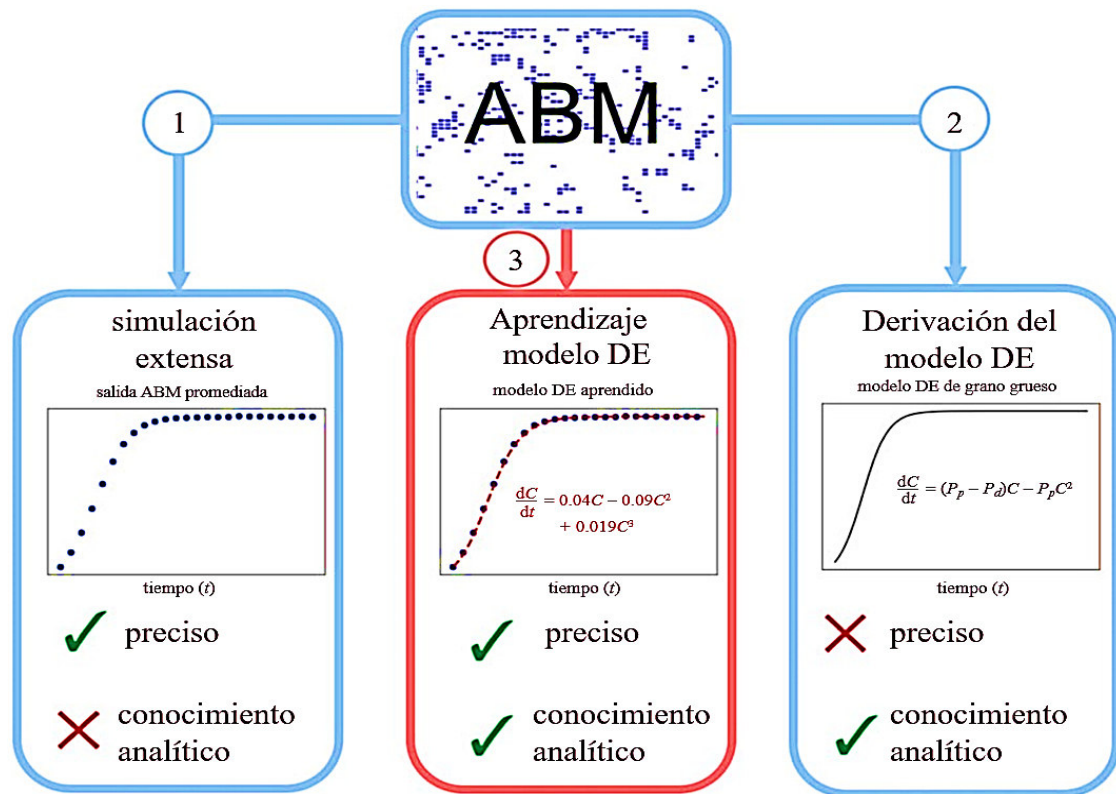 ABM
1
2
3
simulación
extensa
salida ABM promediada
tiempo (t)
preciso
conocimiento
analítico
Aprendizaje
modelo DE
modelo DE aprendido
dC/dt = 0.04C − 0.09C²
+ 0.019C³
tiempo (t)
preciso
conocimiento
analítico
Derivación del
modelo DE
modelo DE de grano grueso
dC/dt = (Pₚ − P_d)C − PₚC²
tiempo (t)
preciso
conocimiento
analítico